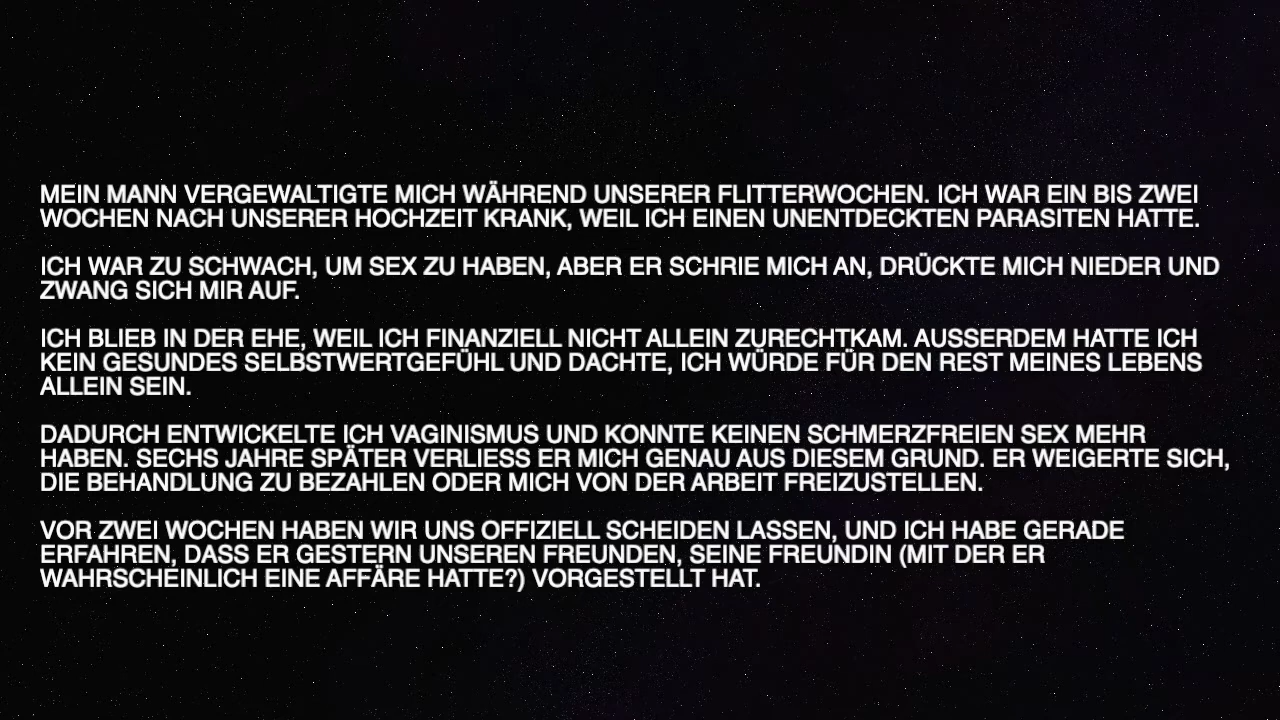 MEIN MANN VERGEWALTIGTE MICH WÄHREND UNSERER FLITTERWOCHEN. ICH WAR EIN BIS ZWEI
WOCHEN NACH UNSERER HOCHZEIT KRANK, WEIL ICH EINEN UNENTDECKTEN PARASITEN HATTE.
ICH WAR ZU SCHWACH, UM SEX ZU HABEN, ABER ER SCHRIE MICH AN, DRÜCKTE MICH NIEDER UND
ZWANG SICH MIR AUF.
ICH BLIEB IN DER EHE, WEIL ICH FINANZIELL NICHT ALLEIN ZURECHTKAM. AUSSERDEM HATTE ICH
KEIN GESUNDES SELBSTWERTGEFÜHL UND DACHTE, ICH WÜRDE FÜR DEN REST MEINES LEBENS
ALLEIN SEIN.
DADURCH ENTWICKELTE ICH VAGINISMUS UND KONNTE KEINEN SCHMERZFREIEN SEX MEHR
HABEN. SECHS JAHRE SPÄTER VERLIESS ER MICH GENAU AUS DIESEM GRUND. ER WEIGERTE SICH,
DIE BEHANDLUNG ZU BEZAHLEN ODER MICH VON DER ARBEIT FREIZUSTELLEN.
VOR ZWEI WOCHEN HABEN WIR UNS OFFIZIELL SCHEIDEN LASSEN, UND ICH HABE GERADE
ERFAHREN, DASS ER GESTERN UNSEREN FREUNDEN, SEINE FREUNDIN (MIT DER ER
WAHRSCHEINLICH EINE AFFÄRE HATTE?) VORGESTELLT HAT.